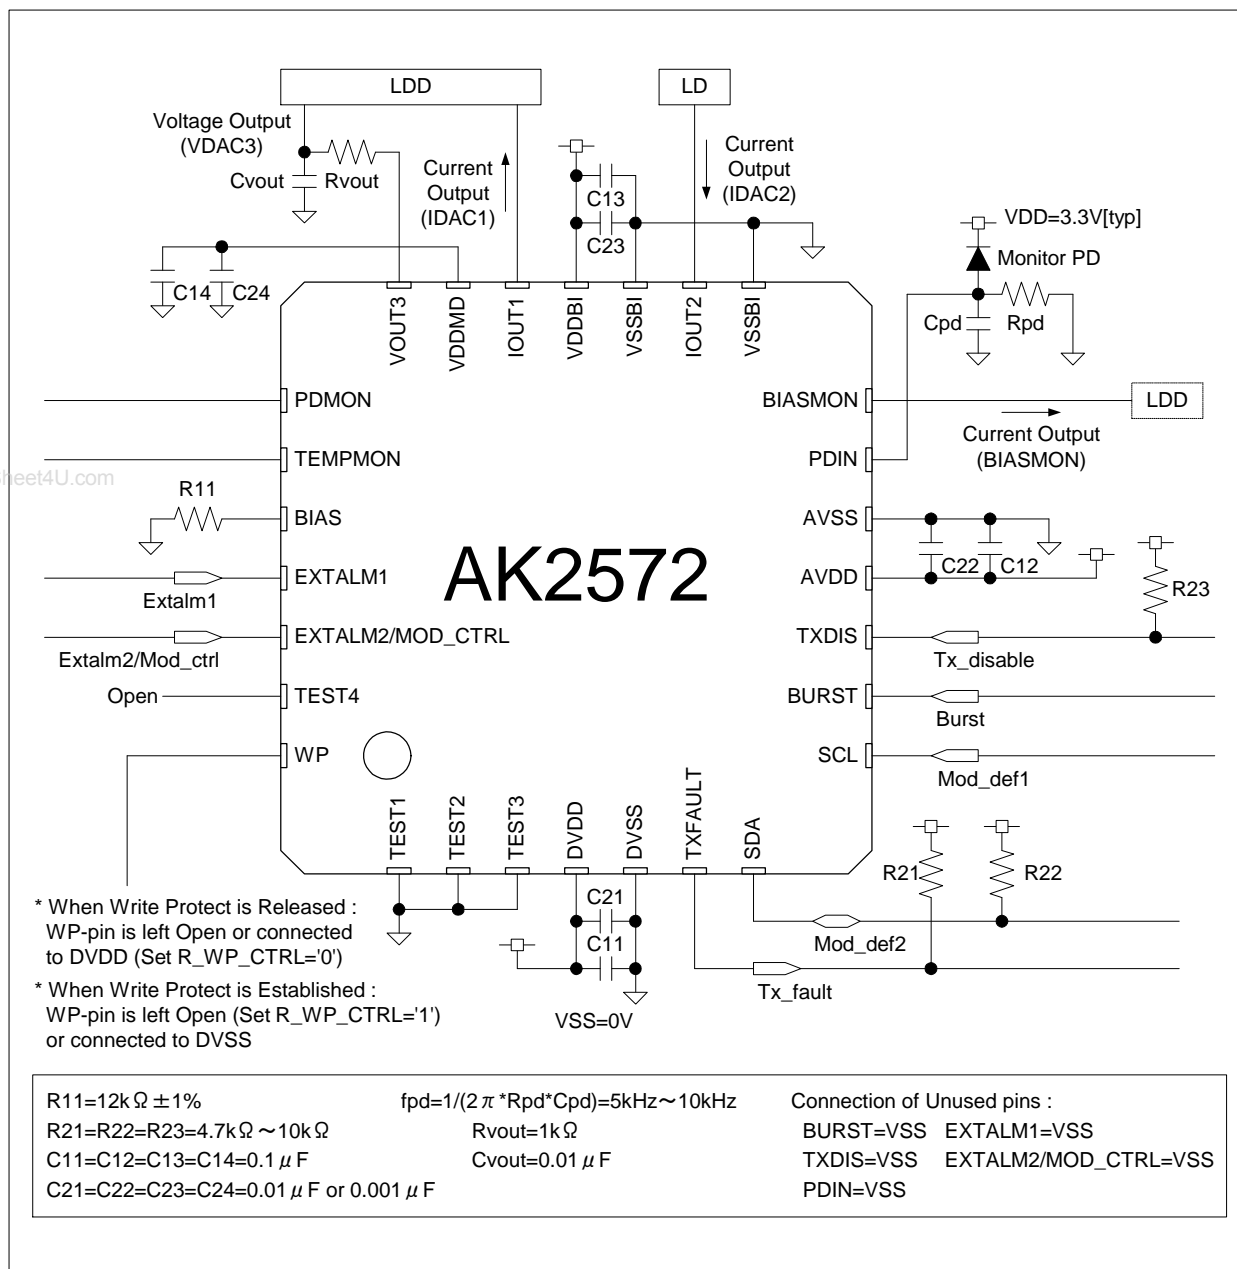 LDD
LD
Voltage Output
(VDAC3)
Cvout
Rvout
Current
Output
(IDAC1)
C13
C23
Current
Output
(IDAC2)
VDD=3.3V[typ]
Monitor PD
Cpd
Rpd
C14
C24
VOUT3
VDDMD
IOUT1
VDDBI
VSSBI
IOUT2
VSSBI
PDMON
TEMPMON
BIAS
EXTALM1
EXTALM2/MOD_CTRL
TEST4
WP
heet4U.com
R11
Extalm1
Extalm2/Mod_ctrl
Open
AK2572
BIASMON
PDIN
AVSS
AVDD
TXDIS
BURST
SCL
LDD
Current Output
(BIASMON)
C22
C12
R23
Tx_disable
Burst
Mod_def1
TEST1
TEST2
TEST3
DVDD
DVSS
TXFAULT
SDA
C21
C11
VSS=0V
R21
R22
Mod_def2
Tx_fault
* When Write Protect is Released :
WP-pin is left Open or connected
to DVDD (Set R_WP_CTRL='0')
* When Write Protect is Established :
WP-pin is left Open (Set R_WP_CTRL='1')
or connected to DVSS
R11=12kΩ±1%
R21=R22=R23=4.7kΩ～10kΩ
C11=C12=C13=C14=0.1μF
C21=C22=C23=C24=0.01μF or 0.001μF
fpd=1/(2π*Rpd*Cpd)=5kHz～10kHz
Rvout=1kΩ
Cvout=0.01μF
Connection of Unused pins :
BURST=VSS EXTALM1=VSS
TXDIS=VSS EXTALM2/MOD_CTRL=VSS
PDIN=VSS